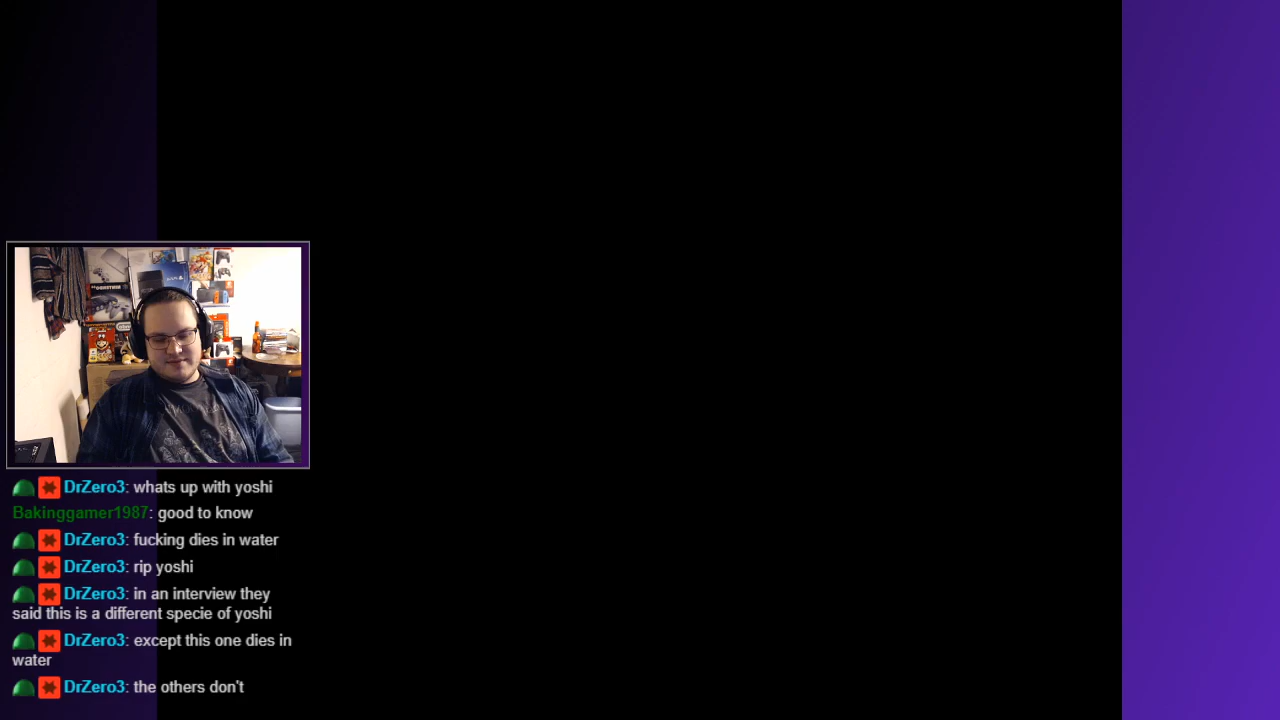 DrZero3: whats up with yoshi
Bakinggamer1987: good to know
DrZero3: fucking dies in water
DrZero3: rip yoshi
DrZero3: in an interview they
said this is a different specie of yoshi
DrZero3: except this one dies in
water
DrZero3: the others don't